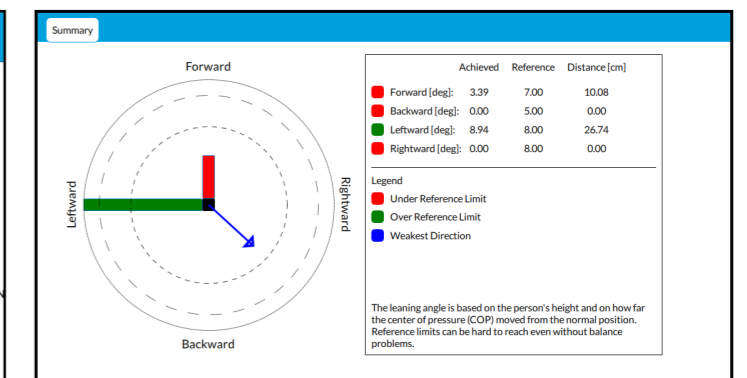 Summary
Forward
Leftward
Rightward
Backward
Achieved Reference Distance [cm]
Forward [deg]: 3.39 7.00 10.08
Backward [deg]: 0.00 5.00 0.00
Leftward [deg]: 8.94 8.00 26.74
Rightward [deg]: 0.00 8.00 0.00
Legend
Under Reference Limit
Over Reference Limit
Weakest Direction
The leaning angle is based on the person's height and on how far
the center of pressure (COP) moved from the normal position.
Reference limits can be hard to reach even without balance
problems.